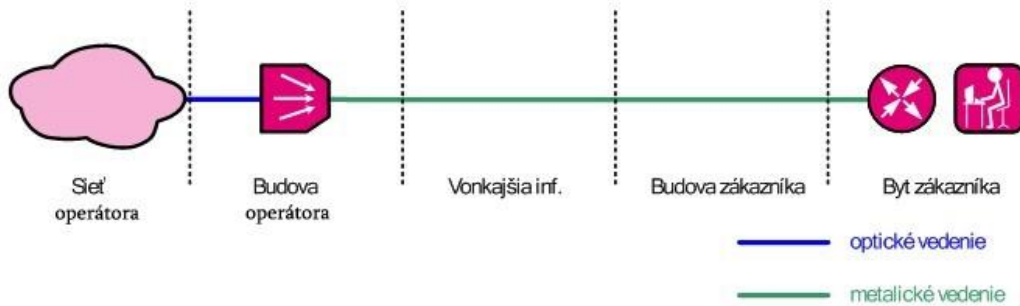 Sieť
operátora
Budova
operátora
Vonkajšia inf.
Budova zákazníka
Byt zákazníka
optické vedenie
metalické vedenie